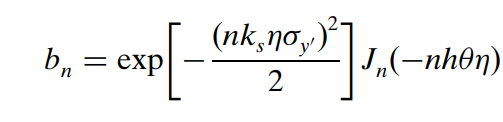 b_n = exp[ − (nk_s ησ_{y′})² / 2 ] J_n(−nhθη)